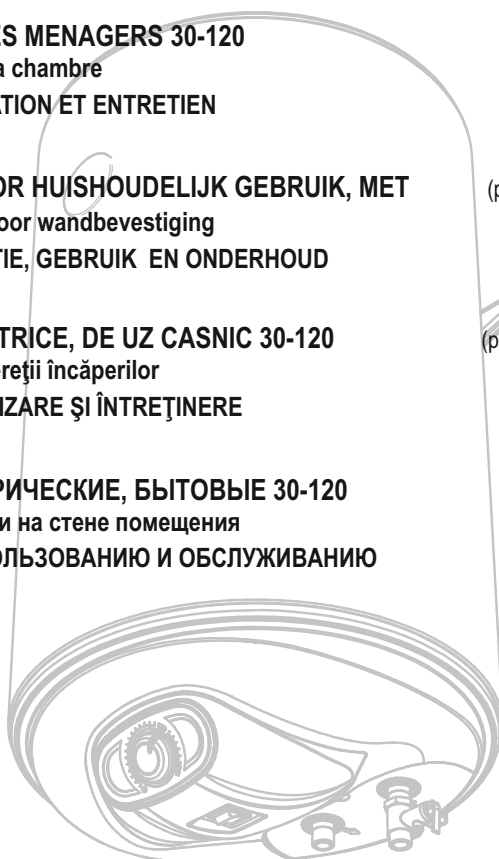 ES MENAGERS 30-120
a chambre
ATION ET ENTRETIEN
OR HUISHOUDELIJK GEBRUIK, MET (p
oor wandbevestiging
TIE, GEBRUIK EN ONDERHOUD
TRICE, DE UZ CASNIC 30-120 (p
ereţii încăperilor
IZARE ŞI ÎNTREŢINERE
РИЧЕСКИЕ, БЫТОВЫЕ 30-120
и на стене помещения
ОЛЬЗОВАНИЮ И ОБСЛУЖИВАНИЮ